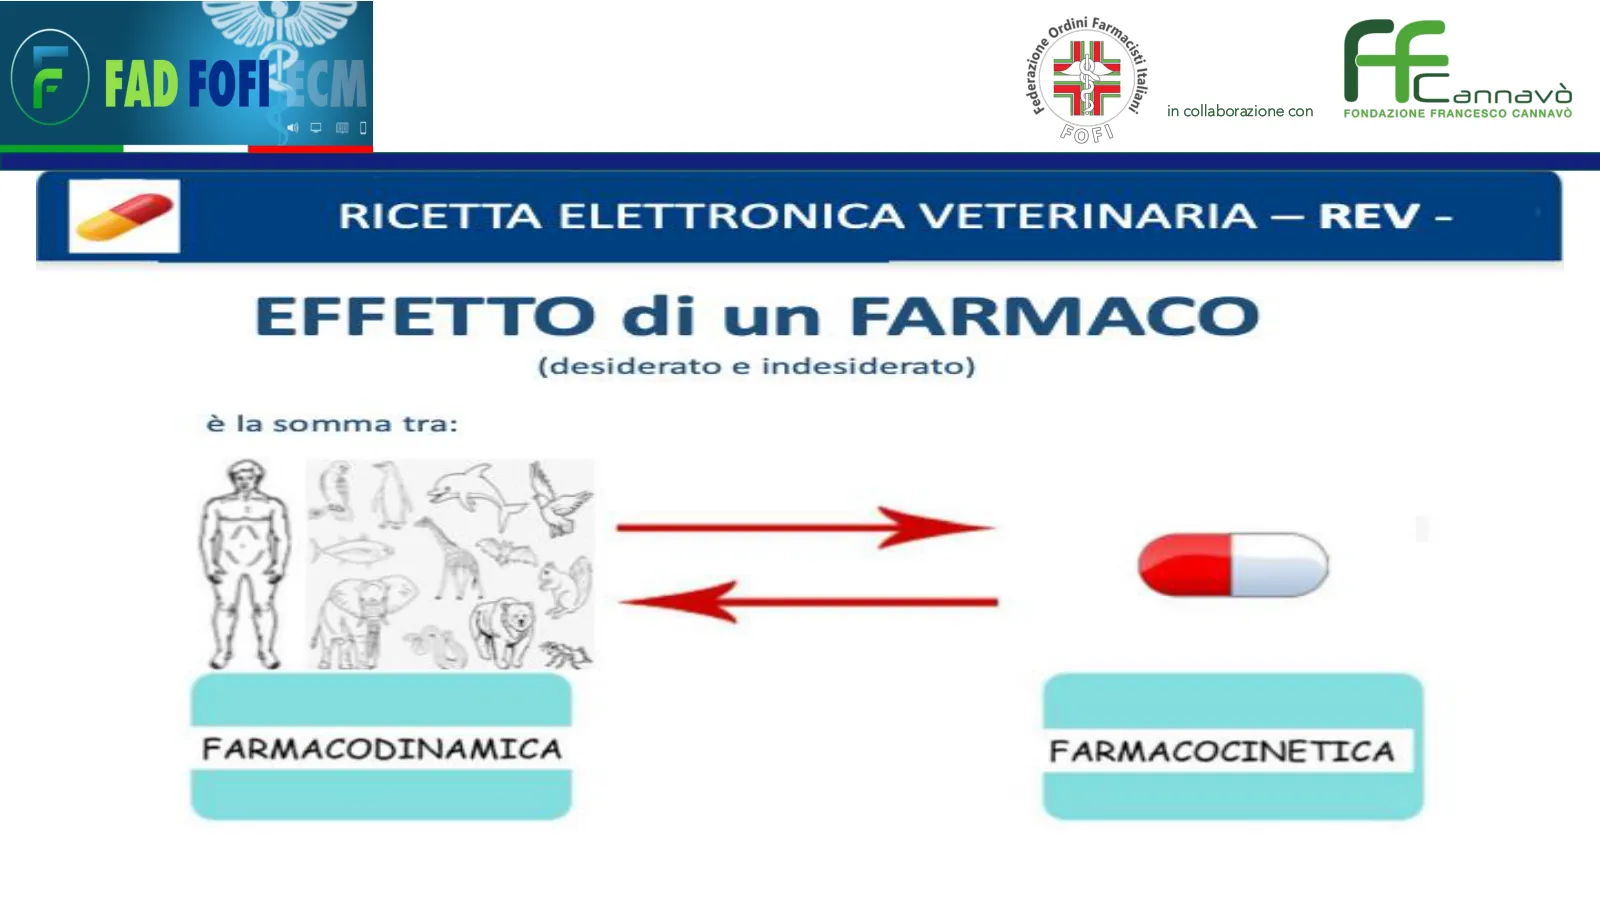 FAD FOFI ECM
Federazione Ordini Farmacisti Italiani
FOFI
in collaborazione con
Cannavò
FONDAZIONE FRANCESCO CANNAVÒ
RICETTA ELETTRONICA VETERINARIA – REV -
EFFETTO di un FARMACO
(desiderato e indesiderato)
è la somma tra:
FARMACODINAMICA
FARMACOCINETICA